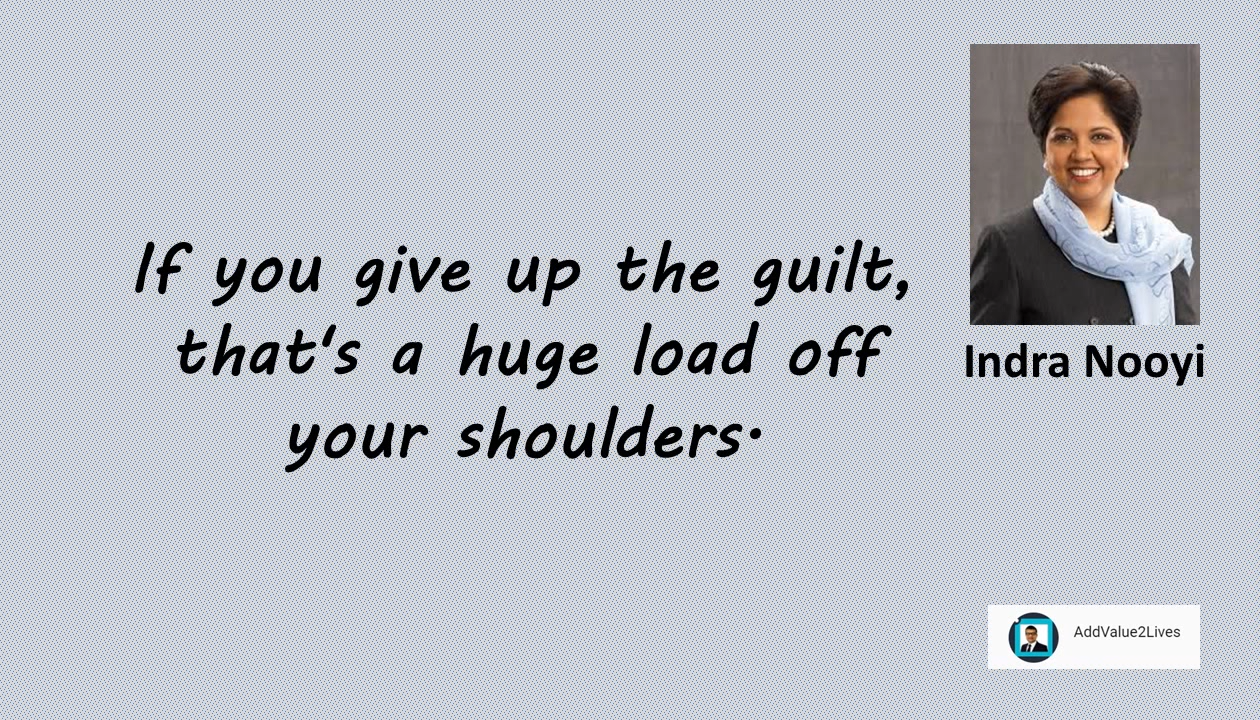 If you give up the guilt,
that's a huge load off
your shoulders.
Indra Nooyi
AddValue2Lives